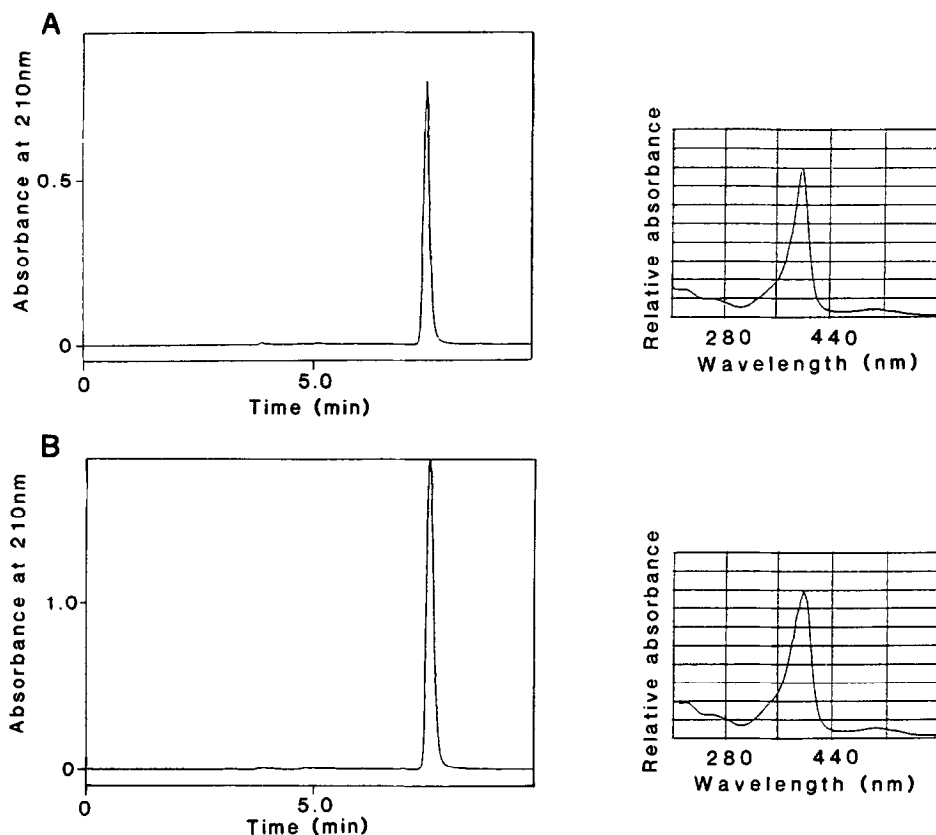 A
Absorbance at 210nm
0.5
0
0
5.0
Time (min)
Relative absorbance
280
440
Wavelength (nm)
B
Absorbance at 210nm
1.0
0
0
5.0
Time (min)
Relative absorbance
280
440
Wavelength (nm)